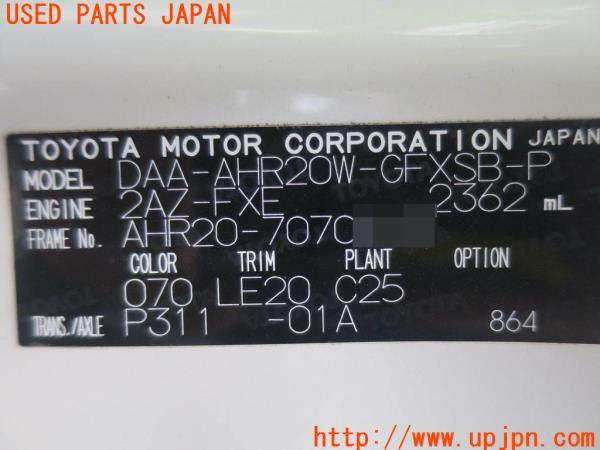 USED PARTS JAPAN
TOYOTA MOTOR CORPORATION JAPAN
MODEL DAA-AHR20W-GFXSB-P
ENGINE 2AZ-FXE 2362 mL
FRAME No. AHR20-7070
COLOR TRIM PLANT OPTION
070 LE20 C25
TRANS./AXLE P311 -01A 864
http://www.upjpn.com/